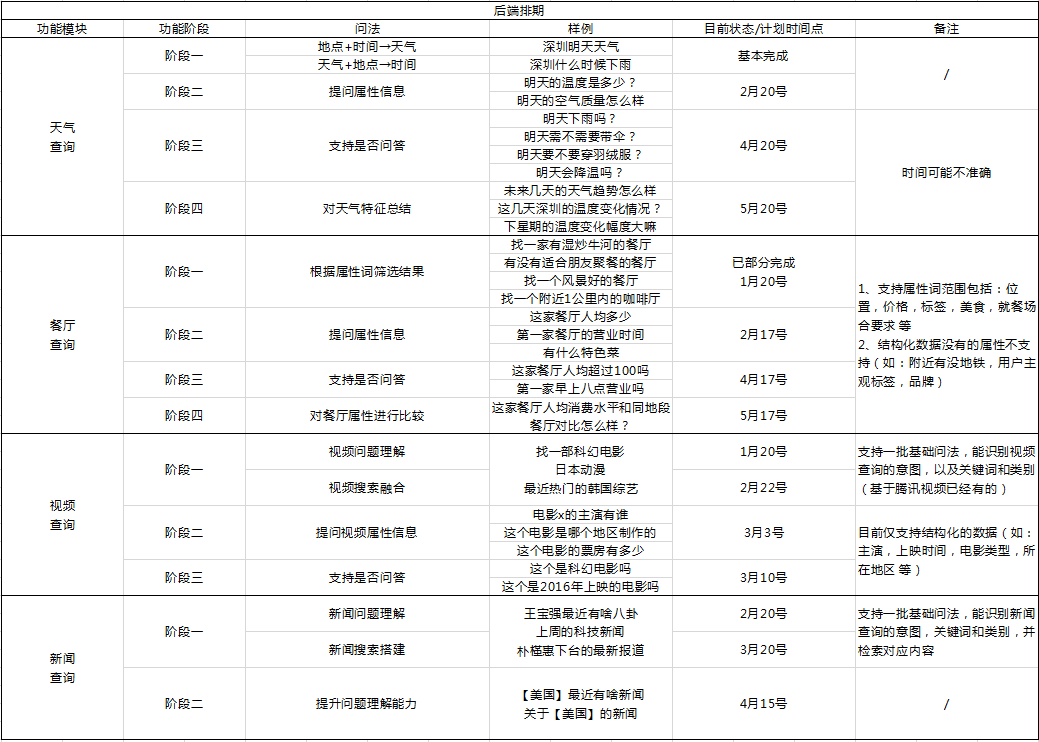 后端排期
功能模块 功能阶段 问法 样例 目前状态/计划时间点 备注
天气
查询
阶段一
地点+时间→天气
深圳明天天气
天气+地点→时间
深圳什么时候下雨
基本完成
/
阶段二
提问属性信息
明天的温度是多少？
明天的空气质量怎么样
2月20号
阶段三
支持是否问答
明天下雨吗？
明天需不需要带伞？
明天要不要穿羽绒服？
明天会降温吗？
4月20号
时间可能不准确
阶段四
对天气特征总结
未来几天的天气趋势怎么样
这几天深圳的温度变化情况？
下星期的温度变化幅度大嘛
5月20号
餐厅
查询
阶段一
根据属性词筛选结果
找一家有湿炒牛河的餐厅
有没有适合朋友聚餐的餐厅
找一个风景好的餐厅
找一个附近1公里内的咖啡厅
已部分完成
1月20号
1、支持属性词范围包括：位
置，价格，标签，美食，就餐场
合要求 等
2、结构化数据没有的属性不支
持（如：附近有没地铁，用户主
观标签，品牌）
阶段二
提问属性信息
这家餐厅人均多少
第一家餐厅的营业时间
有什么特色菜
2月17号
阶段三
支持是否问答
这家餐厅人均超过100吗
第一家早上八点营业吗
4月17号
阶段四
对餐厅属性进行比较
这家餐厅人均消费水平和同地段
餐厅对比怎么样？
5月17号
视频
查询
阶段一
视频问题理解
视频搜索融合
找一部科幻电影
日本动漫
最近热门的韩国综艺
1月20号
2月22号
支持一批基础问法，能识别视频
查询的意图，以及关键词和类别
（基于腾讯视频已经有的）
阶段二
提问视频属性信息
电影x的主演有谁
这个电影是哪个地区制作的
这个电影的票房有多少
3月3号
目前仅支持结构化的数据（如：
主演，上映时间，电影类型，所
在地区 等）
阶段三
支持是否问答
这个是科幻电影吗
这个是2016年上映的电影吗
3月10号
新闻
查询
阶段一
新闻问题理解
新闻搜索搭建
王宝强最近有啥八卦
上周的科技新闻
朴槿惠下台的最新报道
2月20号
3月20号
支持一批基础问法，能识别新闻
查询的意图，关键词和类别，并
检索对应内容
阶段二
提升问题理解能力
【美国】最近有啥新闻
关于【美国】的新闻
4月15号
/